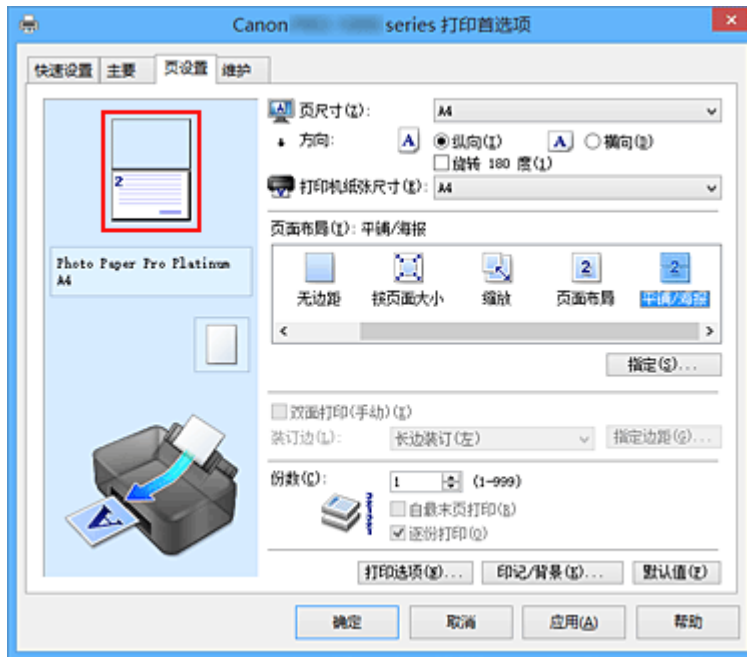 Canon series 打印首选项
快速设置 主要 页设置 维护
页尺寸(Z): A4
方向: A 纵向(I) A 横向(D)
旋转 180 度(1)
打印机纸张尺寸(E): A4
页面布局(Y): 平铺/海报
2
Photo Paper Pro Platinum
A4
2 2
无边距 按页面大小 缩放 页面布局 平铺/海报
指定(S)...
双面打印(手动)(X)
装订边(L): 长边装订(左) 指定边距(G)...
份数(C): 1 (1-999)
自最末页打印(B)
逐份打印(O)
A
打印选项(N)... 印记/背景(K)... 默认值(F)
确定 取消 应用(A) 帮助